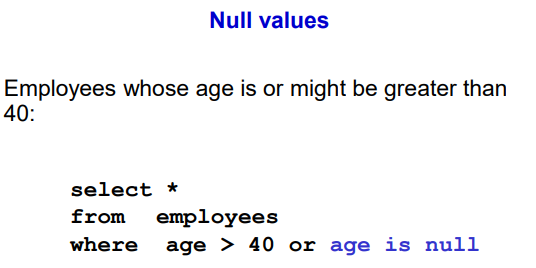 Null values
Employees whose age is or might be greater than
40:
select *
from employees
where age > 40 or age is null